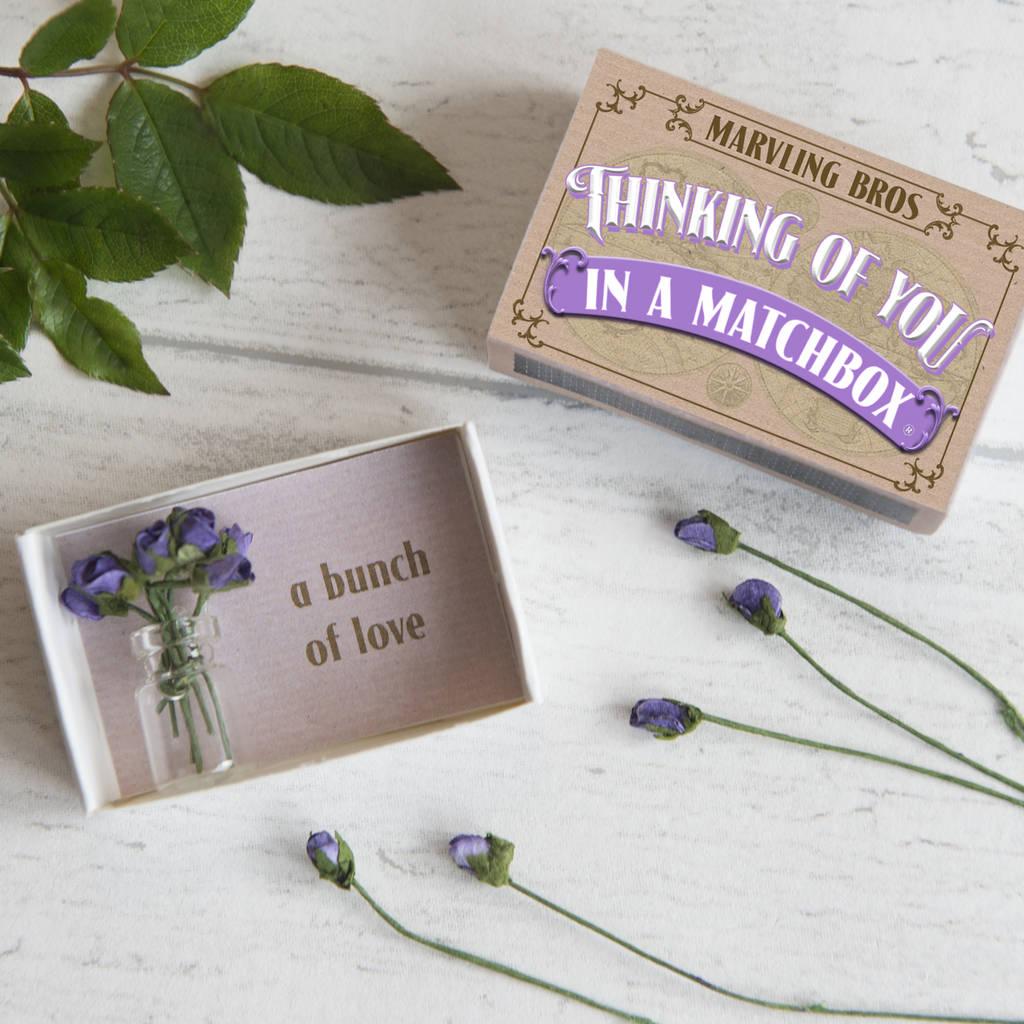 MARVLING BROS
THINKING OF YOU
IN A MATCHBOX®
a bunch
of love